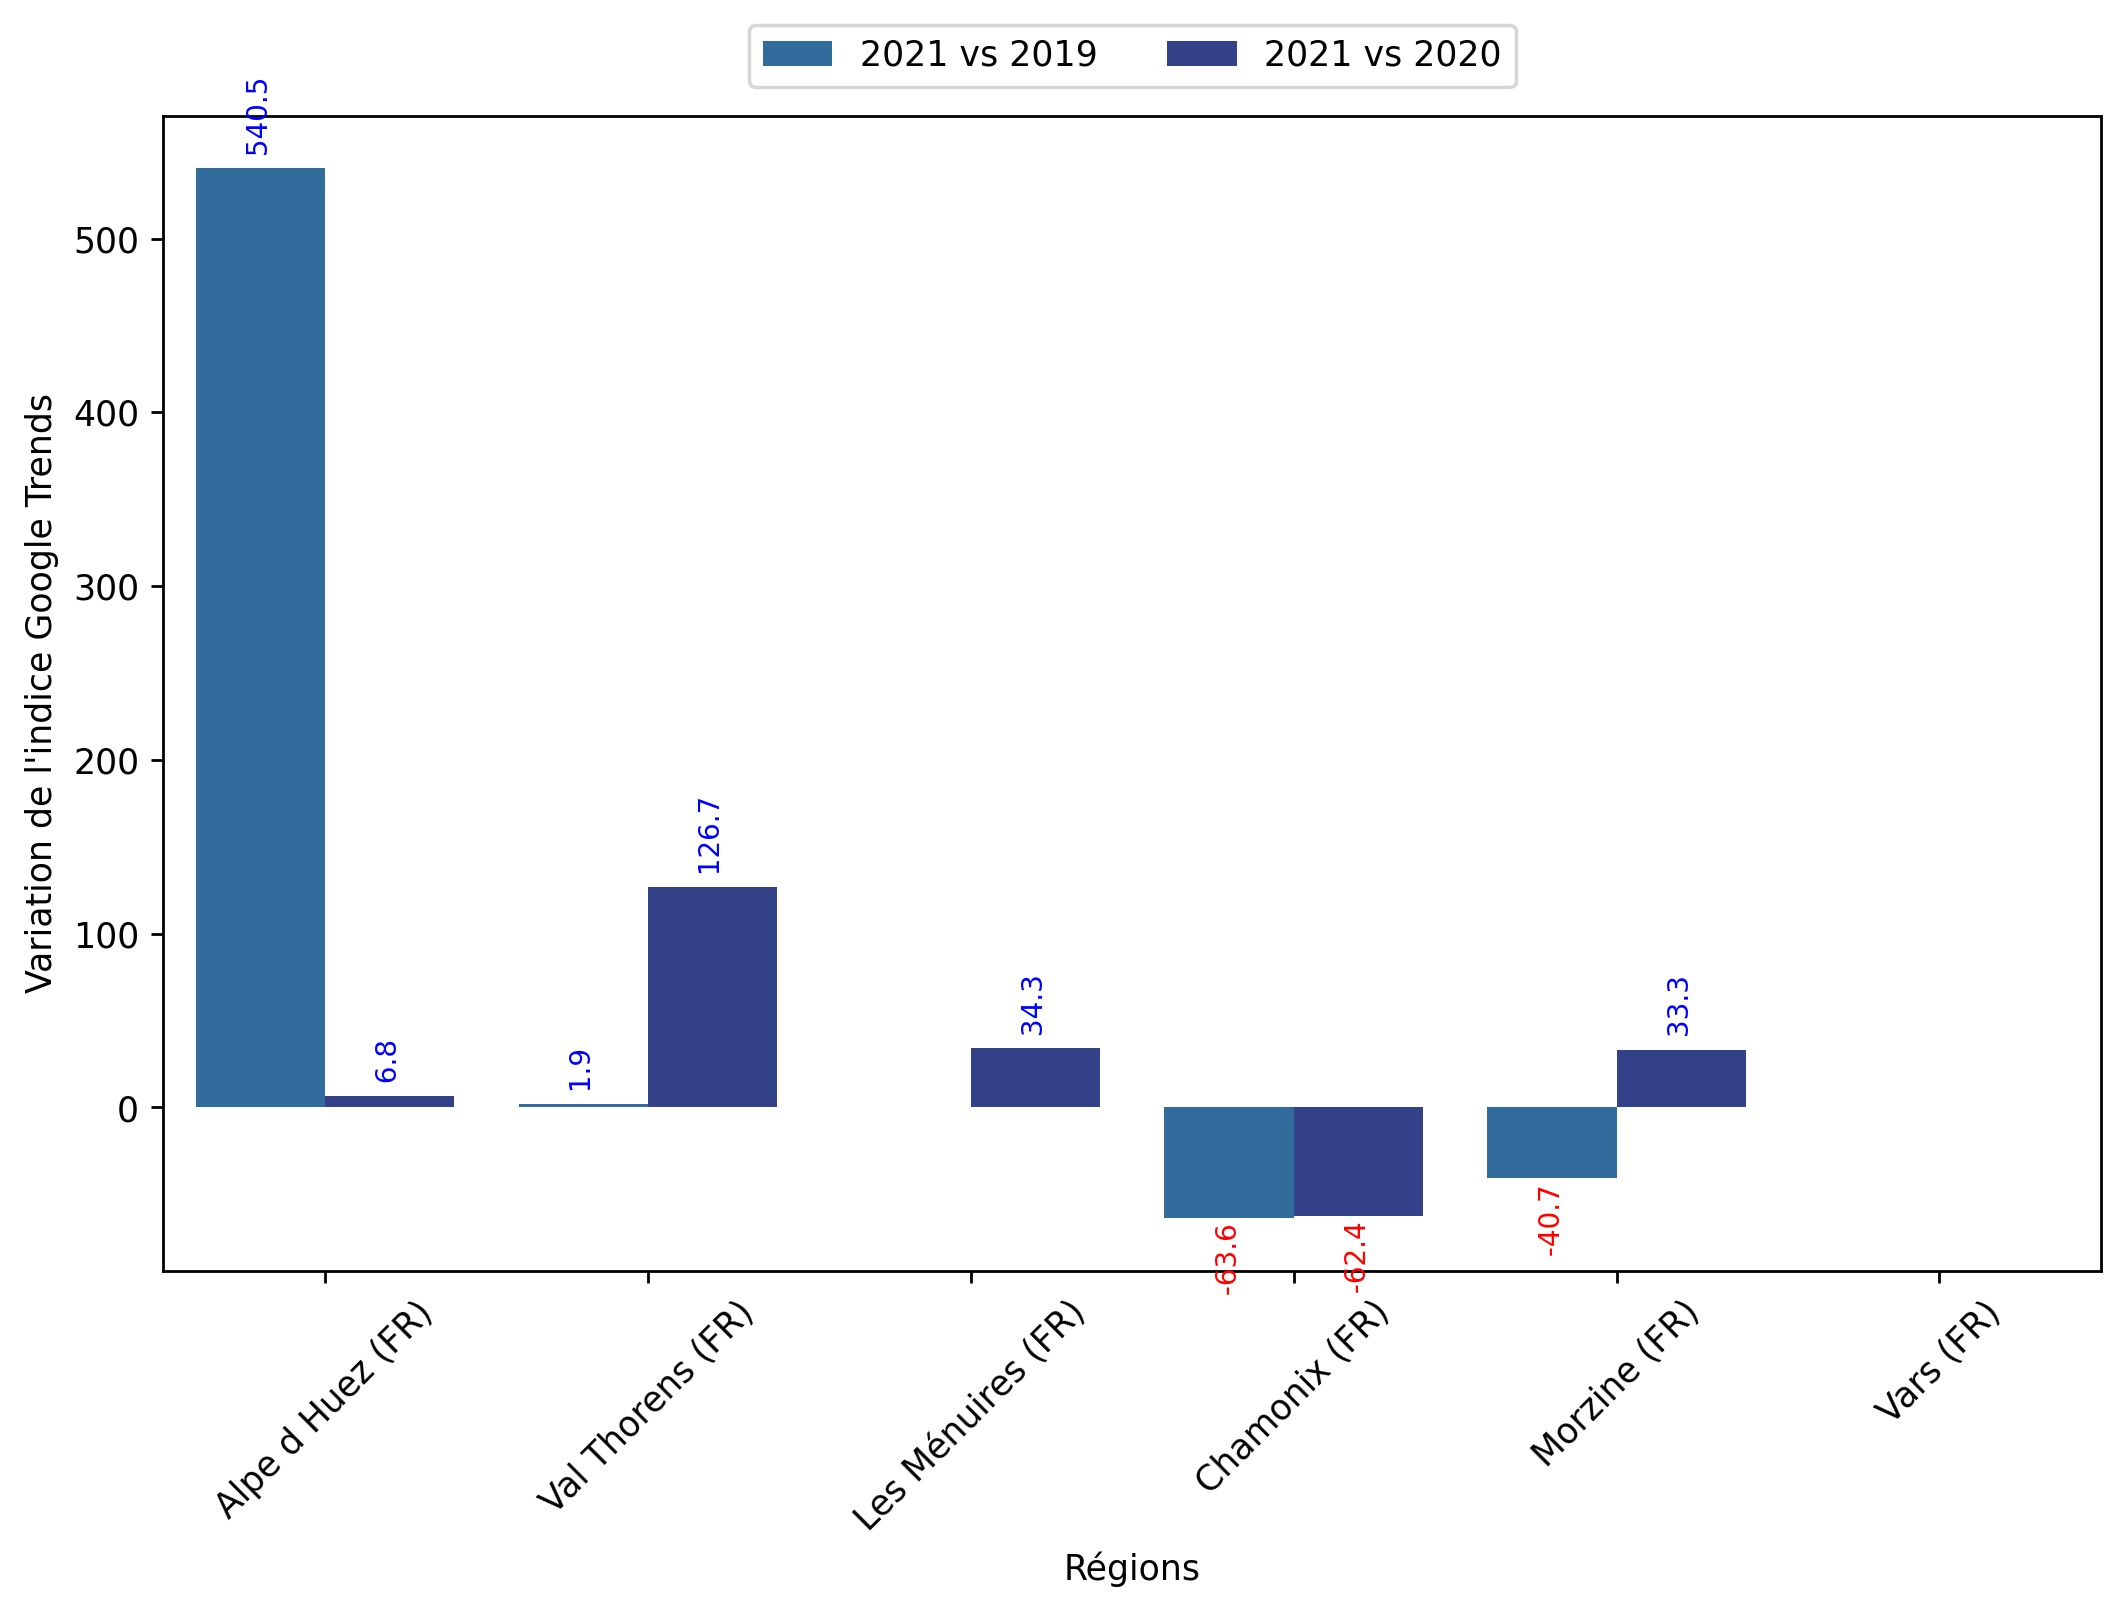 2021 vs 2019
2021 vs 2020
Variation de l'indice Google Trends
500
400
300
200
100
0
540.5
6.8
1.9
126.7
34.3
-63.6
-62.4
-40.7
33.3
Alpe d Huez (FR)
Val Thorens (FR)
Les Ménuires (FR)
Chamonix (FR)
Morzine (FR)
Vars (FR)
Régions